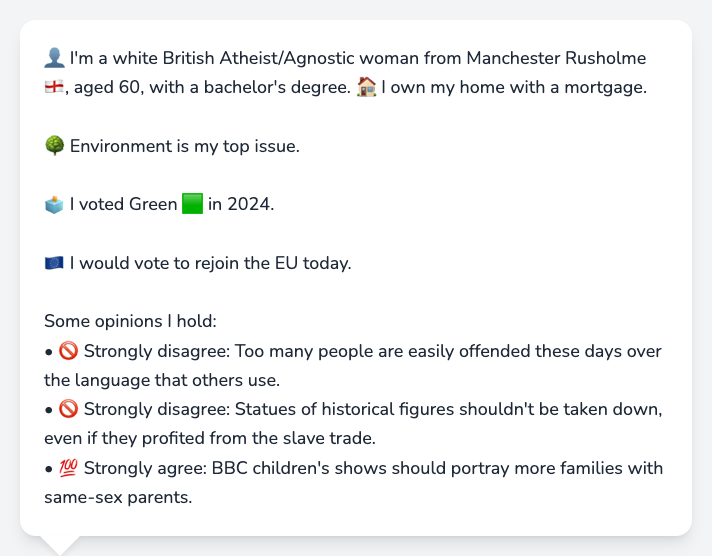 👤 I'm a white British Atheist/Agnostic woman from Manchester Rusholme
🏴󠁧󠁢󠁥󠁮󠁧󠁿, aged 60, with a bachelor's degree. 🏠 I own my home with a mortgage.
🌳 Environment is my top issue.
🗳️ I voted Green 🟩 in 2024.
🇪🇺 I would vote to rejoin the EU today.
Some opinions I hold:
• 🚫 Strongly disagree: Too many people are easily offended these days over
the language that others use.
• 🚫 Strongly disagree: Statues of historical figures shouldn't be taken down,
even if they profited from the slave trade.
• 💯 Strongly agree: BBC children's shows should portray more families with
same-sex parents.